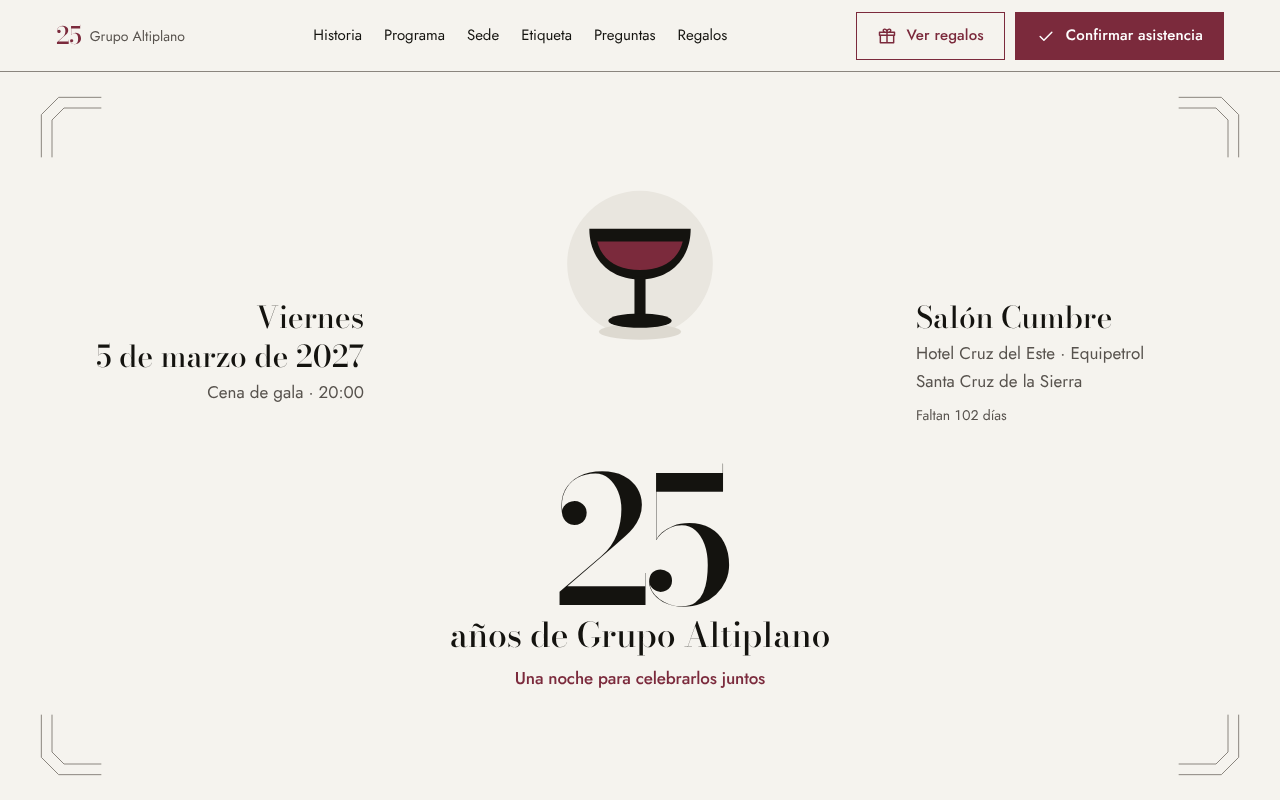 25 Grupo Altiplano
Historia Programa Sede Etiqueta Preguntas Regalos
Ver regalos
Confirmar asistencia
Viernes
5 de marzo de 2027
Cena de gala · 20:00
Salón Cumbre
Hotel Cruz del Este · Equipetrol
Santa Cruz de la Sierra
Faltan 102 días
25
años de Grupo Altiplano
Una noche para celebrarlos juntos